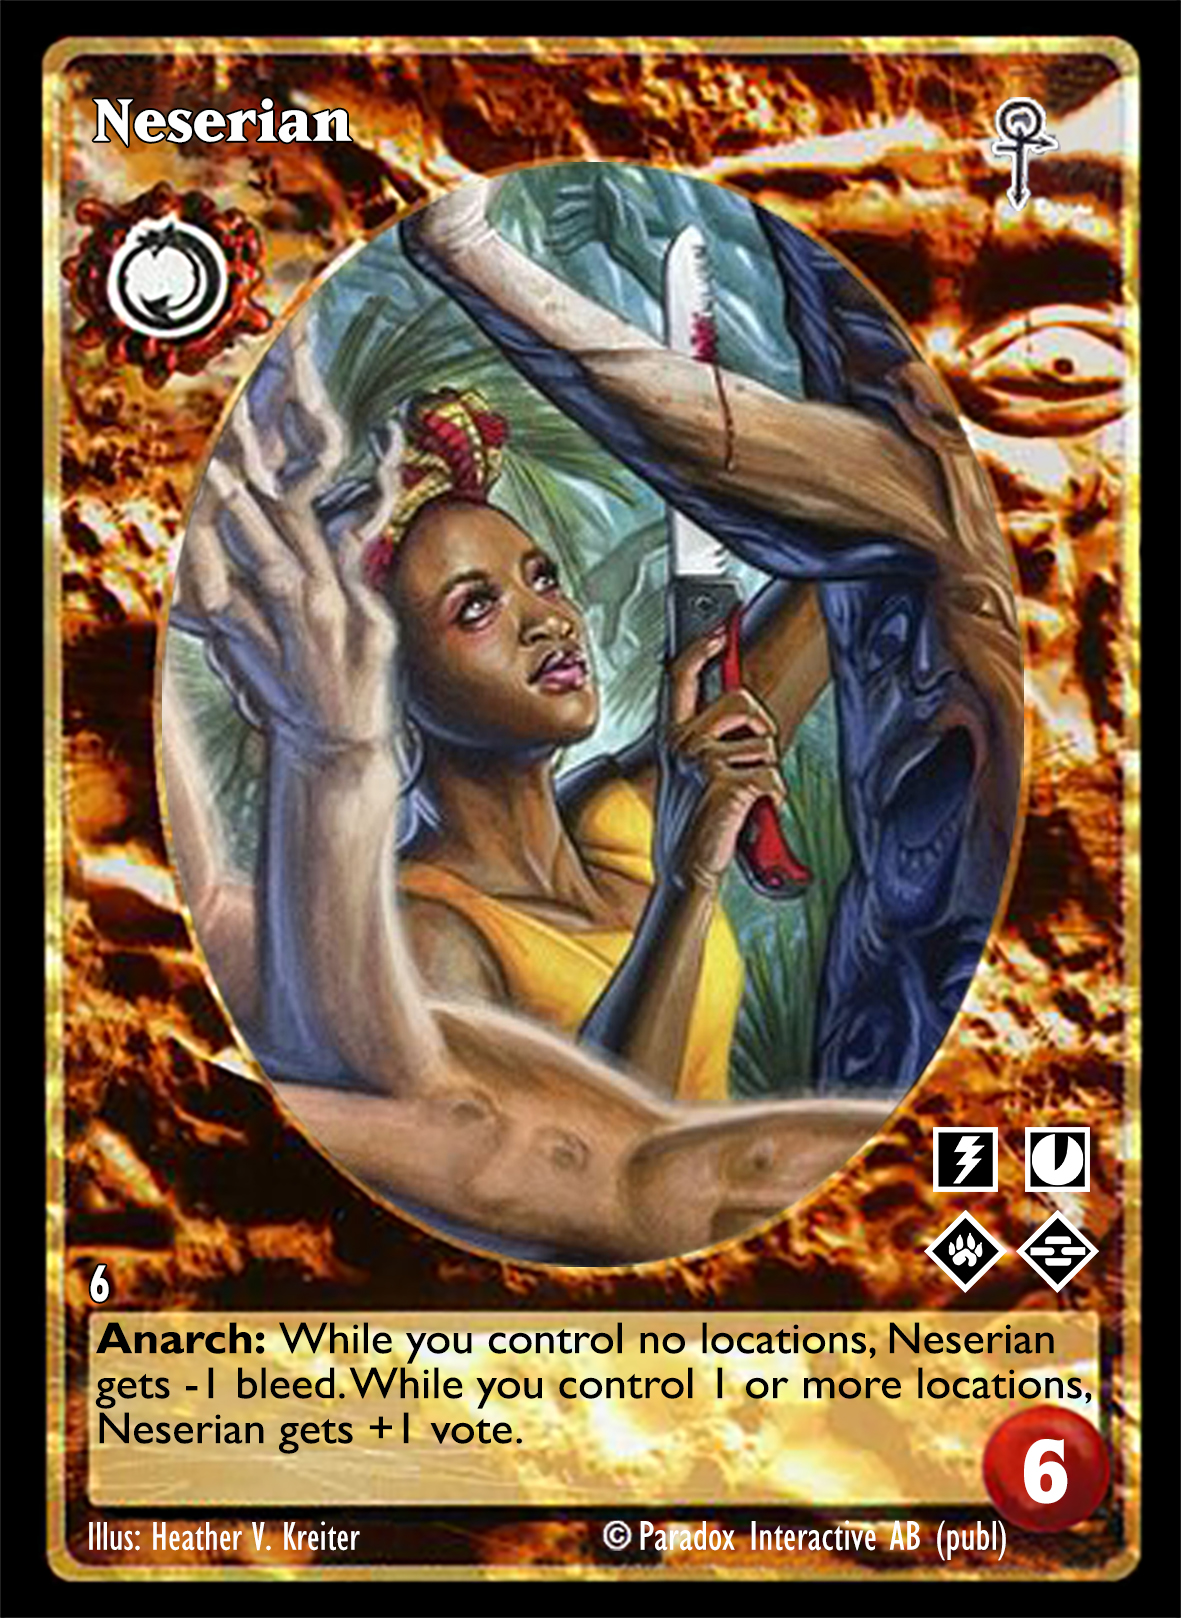 Neserian
6
Anarch: While you control no locations, Neserian
gets -1 bleed. While you control 1 or more locations,
Neserian gets +1 vote.
6
Illus: Heather V. Kreiter
© Paradox Interactive AB (publ)